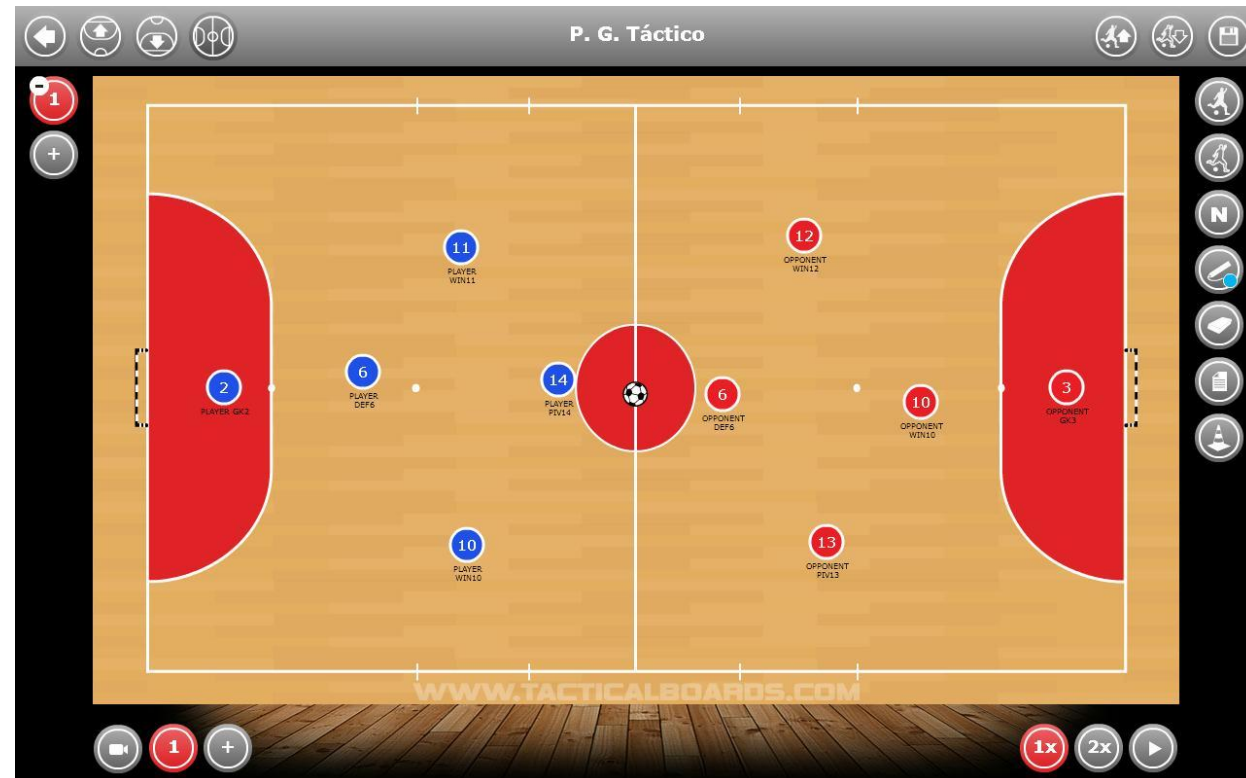 P. G. Táctico
1
+
N
12
OPPONENT
WIN12
11
PLAYER
WIN11
6
PLAYER
DEF6
14
PLAYER
PIV14
2
PLAYER GK2
6
OPPONENT
DEF6
10
OPPONENT
WIN10
3
OPPONENT
GK3
13
OPPONENT
PIV13
10
PLAYER
WIN10
WWW.TACTICALBOARDS.COM
1
+
1x
2x